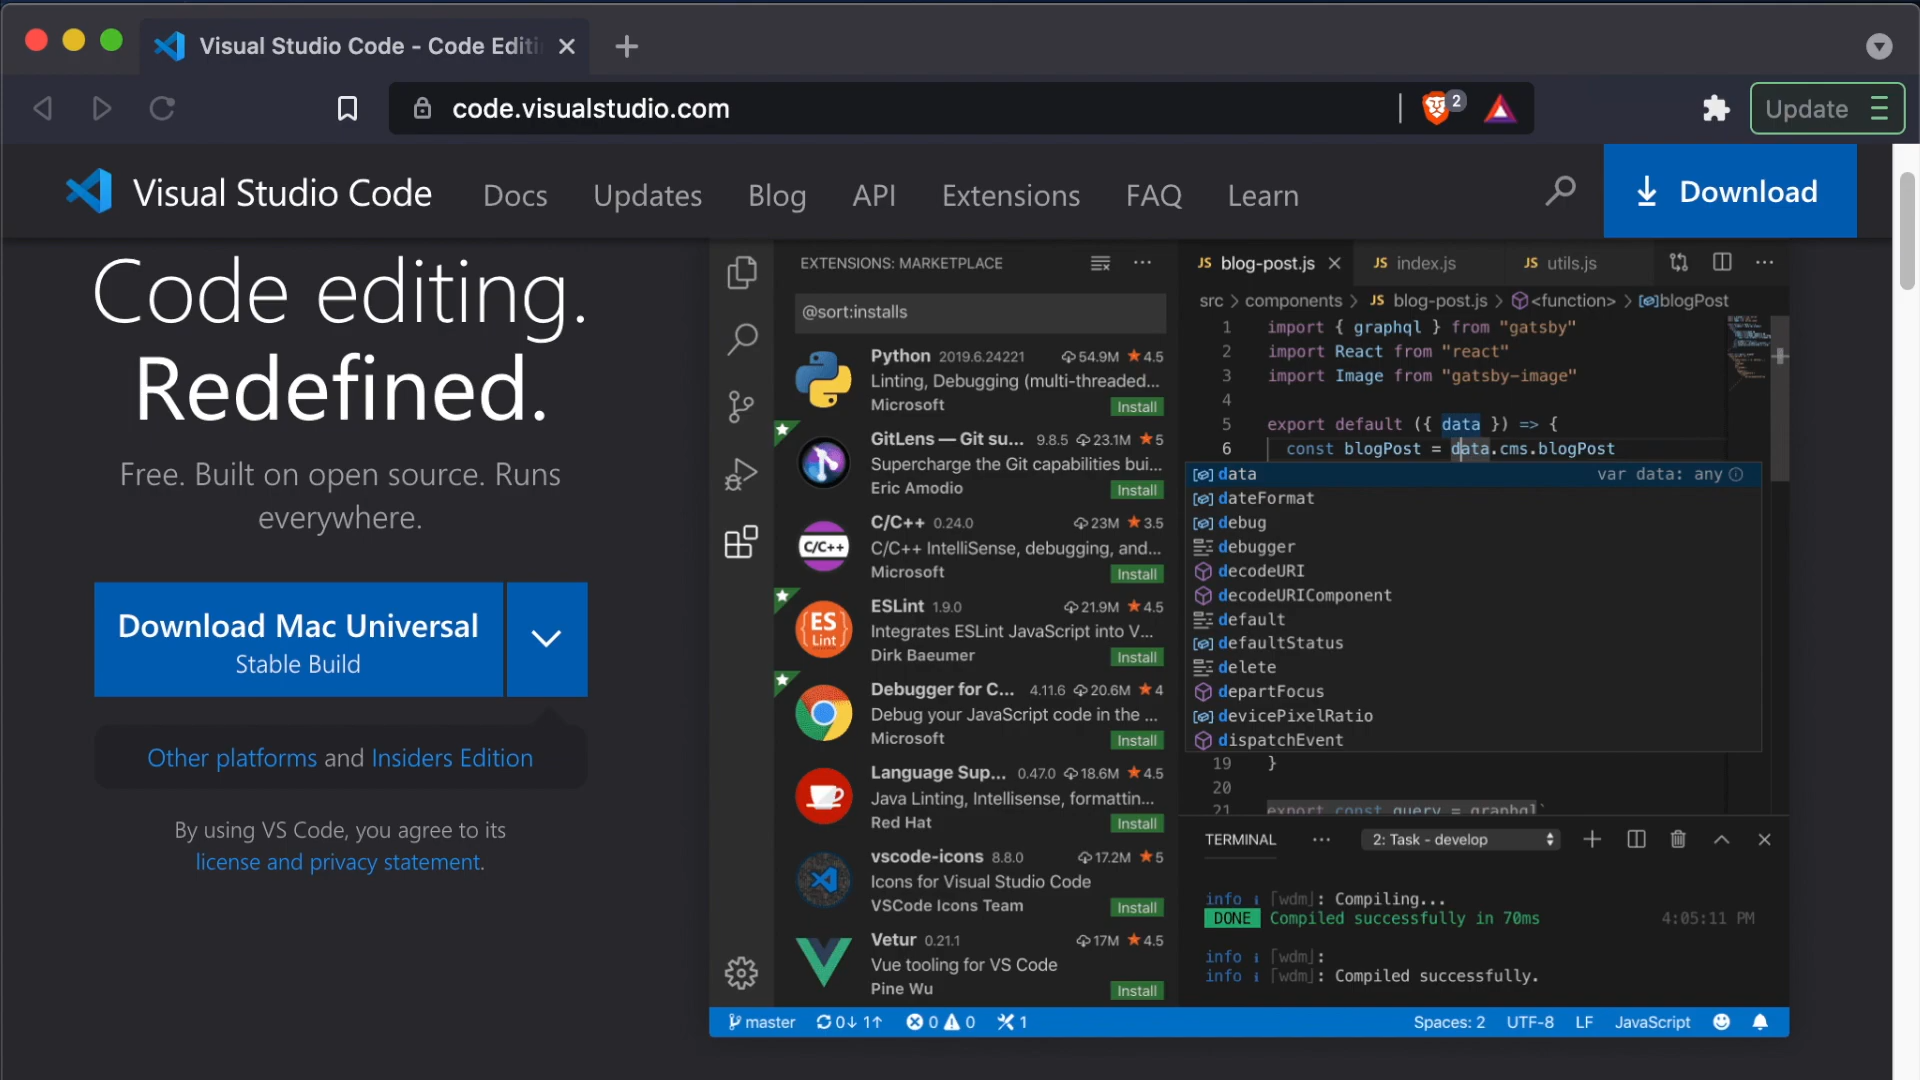 Visual Studio Code - Code Editi
code.visualstudio.com
2
Update
Visual Studio Code
Docs
Updates
Blog
API
Extensions
FAQ
Learn
Download
Code editing.
Redefined.
Free. Built on open source. Runs
everywhere.
Download Mac Universal
Stable Build
Other platforms and Insiders Edition
By using VS Code, you agree to its
license and privacy statement.
EXTENSIONS: MARKETPLACE
@sort:installs
Python 2019.6.24221 54.9M ★4.5
Linting, Debugging (multi-threaded...
Microsoft
Install
GitLens — Git su... 9.8.5 23.1M ★5
Supercharge the Git capabilities bui...
Eric Amodio
Install
C/C++
C/C++ 0.24.0 23M ★3.5
C/C++ IntelliSense, debugging, and...
Microsoft
Install
ES
Lint
ESLint 1.9.0 21.9M ★4.5
Integrates ESLint JavaScript into V...
Dirk Baeumer
Install
Debugger for C... 4.11.6 20.6M ★4
Debug your JavaScript code in the ...
Microsoft
Install
Language Sup... 0.47.0 18.6M ★4.5
Java Linting, Intellisense, formattin...
Red Hat
Install
vscode-icons 8.8.0 17.2M ★5
Icons for Visual Studio Code
VSCode Icons Team
Install
Vetur 0.21.1 17M ★4.5
Vue tooling for VS Code
Pine Wu
Install
JS blog-post.js
JS index.js
JS utils.js
src > components > JS blog-post.js > <function> > blogPost
1 import { graphql } from "gatsby"
2 import React from "react"
3 import Image from "gatsby-image"
4
5 export default ({ data }) => {
6 const blogPost = data.cms.blogPost
data var data: any
dateFormat
debug
debugger
decodeURI
decodeURIComponent
default
defaultStatus
delete
departFocus
devicePixelRatio
dispatchEvent
19 }
20
21 export const query = graphql`
TERMINAL
2: Task - develop
info i ｢wdm｣: Compiling...
DONE Compiled successfully in 70ms 4:05:11 PM
info i ｢wdm｣:
info i ｢wdm｣: Compiled successfully.
master 0↓ 1↑ 0 0 1
Spaces: 2 UTF-8 LF JavaScript